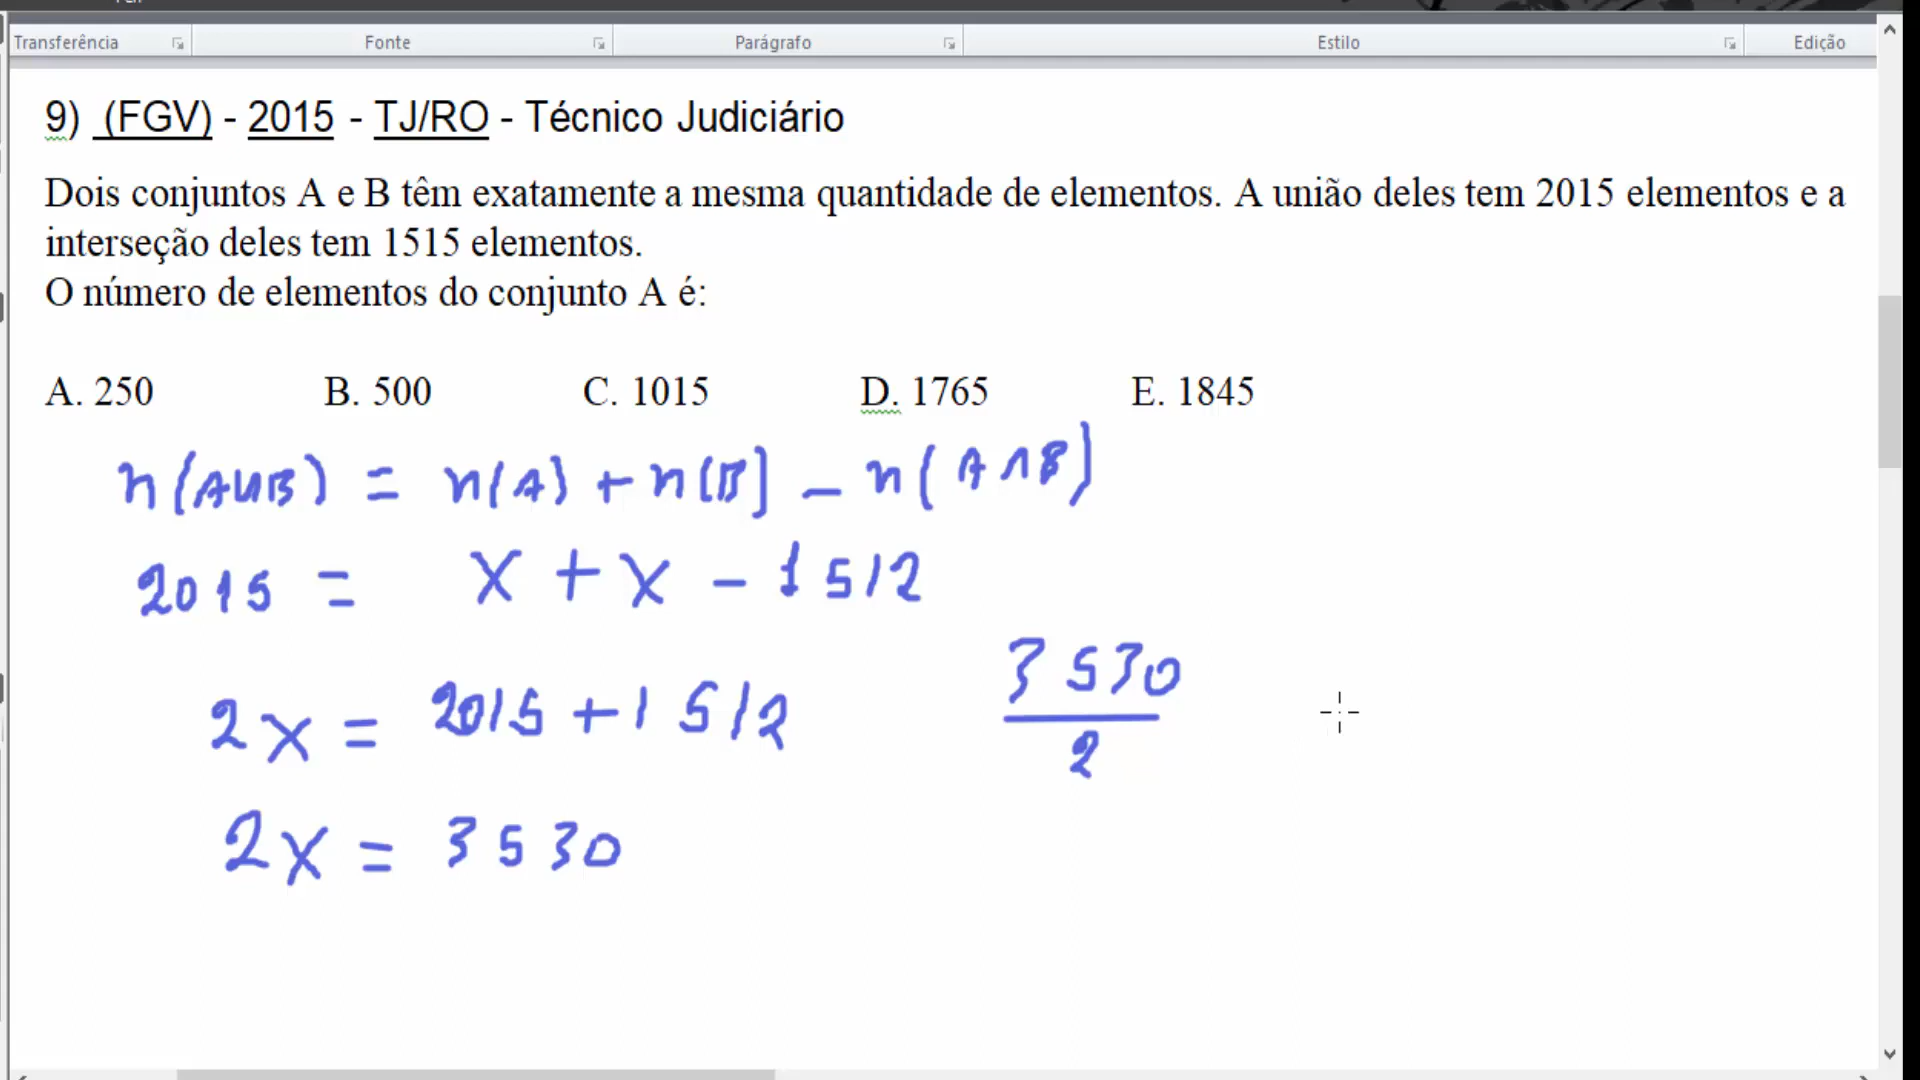 Transferência Fonte Parágrafo Estilo Edição
9) (FGV) - 2015 - TJ/RO - Técnico Judiciário
Dois conjuntos A e B têm exatamente a mesma quantidade de elementos. A união deles tem 2015 elementos e a
interseção deles tem 1515 elementos.
O número de elementos do conjunto A é:
A. 250 B. 500 C. 1015 D. 1765 E. 1845
n(A∪B) = n(A) + n(B) - n(A∩B)
2015 = x + x - 1512
2x = 2015 + 1512
3530
2
2x = 3530